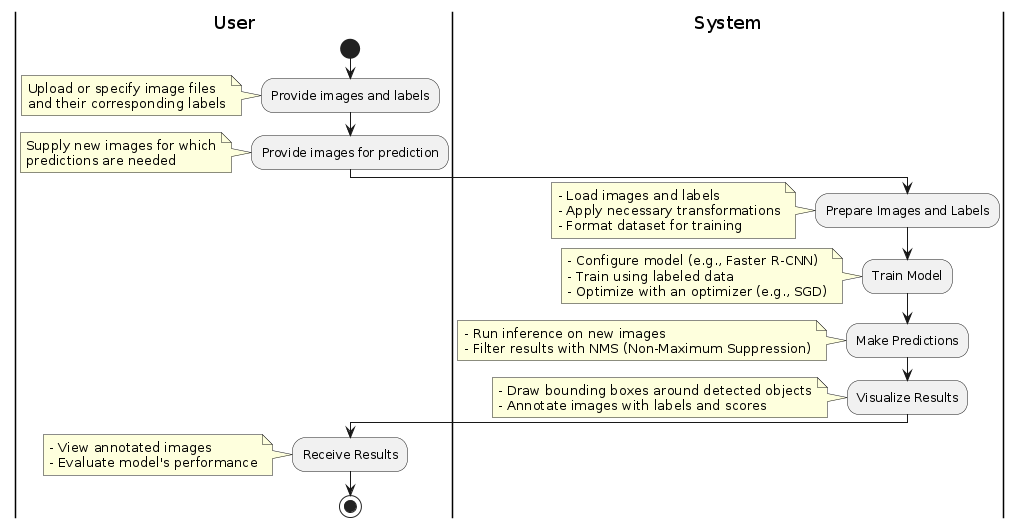 User
System
Upload or specify image files
and their corresponding labels
Provide images and labels
Supply new images for which
predictions are needed
Provide images for prediction
- Load images and labels
- Apply necessary transformations
- Format dataset for training
Prepare Images and Labels
- Configure model (e.g., Faster R-CNN)
- Train using labeled data
- Optimize with an optimizer (e.g., SGD)
Train Model
- Run inference on new images
- Filter results with NMS (Non-Maximum Suppression)
Make Predictions
- Draw bounding boxes around detected objects
- Annotate images with labels and scores
Visualize Results
- View annotated images
- Evaluate model's performance
Receive Results